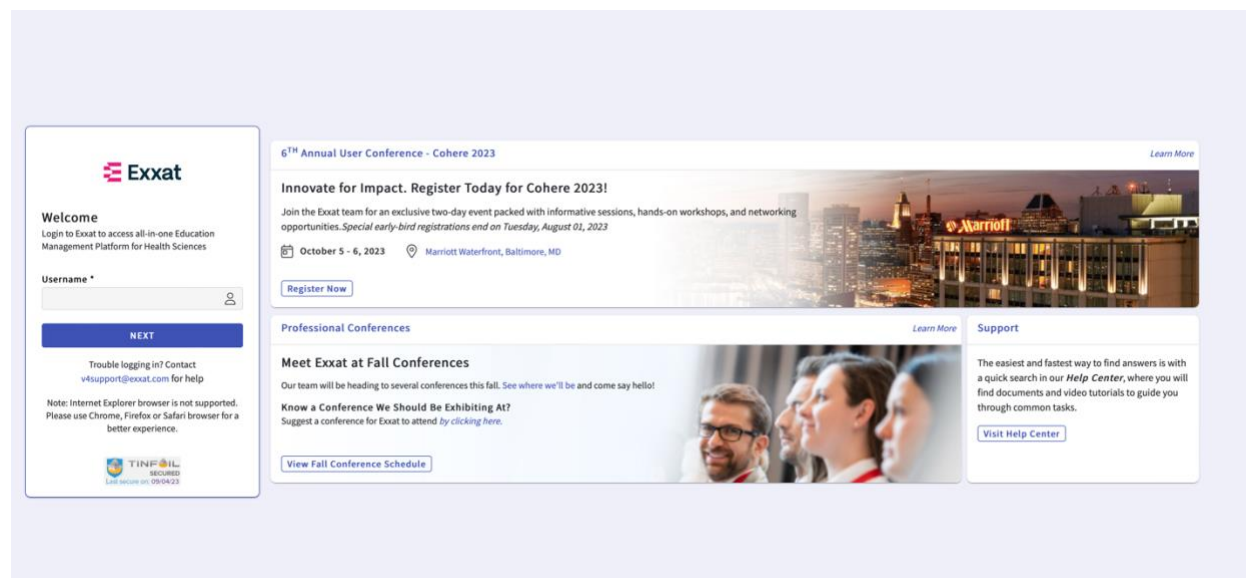 Exxat
Welcome
Login to Exxat to access all-in-one Education
Management Platform for Health Sciences
Username *
NEXT
Trouble logging in? Contact
v4support@exxat.com for help
Note: Internet Explorer browser is not supported.
Please use Chrome, Firefox or Safari browser for a
better experience.
TINFOIL
SECURED
Last secure on: 09/04/23
6TH Annual User Conference - Cohere 2023
Learn More
Innovate for Impact. Register Today for Cohere 2023!
Join the Exxat team for an exclusive two-day event packed with informative sessions, hands-on workshops, and networking
opportunities.Special early-bird registrations end on Tuesday, August 01, 2023
October 5 - 6, 2023 Marriott Waterfront, Baltimore, MD
Register Now
Marriott
Professional Conferences
Learn More
Meet Exxat at Fall Conferences
Our team will be heading to several conferences this fall. See where we'll be and come say hello!
Know a Conference We Should Be Exhibiting At?
Suggest a conference for Exxat to attend by clicking here.
View Fall Conference Schedule
Support
The easiest and fastest way to find answers is with
a quick search in our Help Center, where you will
find documents and video tutorials to guide you
through common tasks.
Visit Help Center